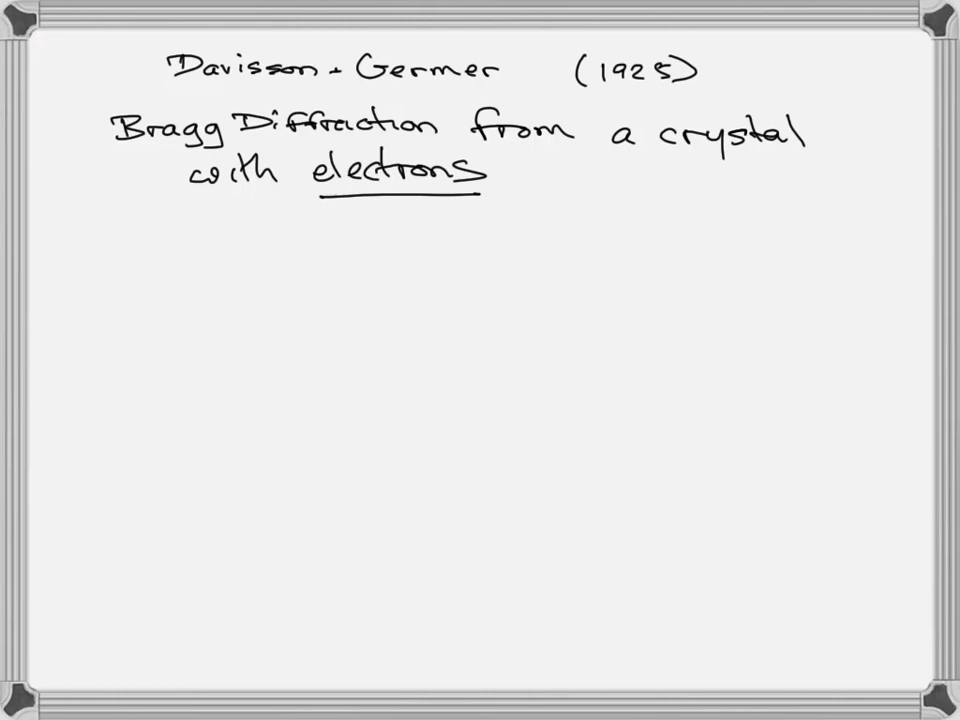 Davisson + Germer (1925)
Bragg Diffraction from a crystal
with electrons